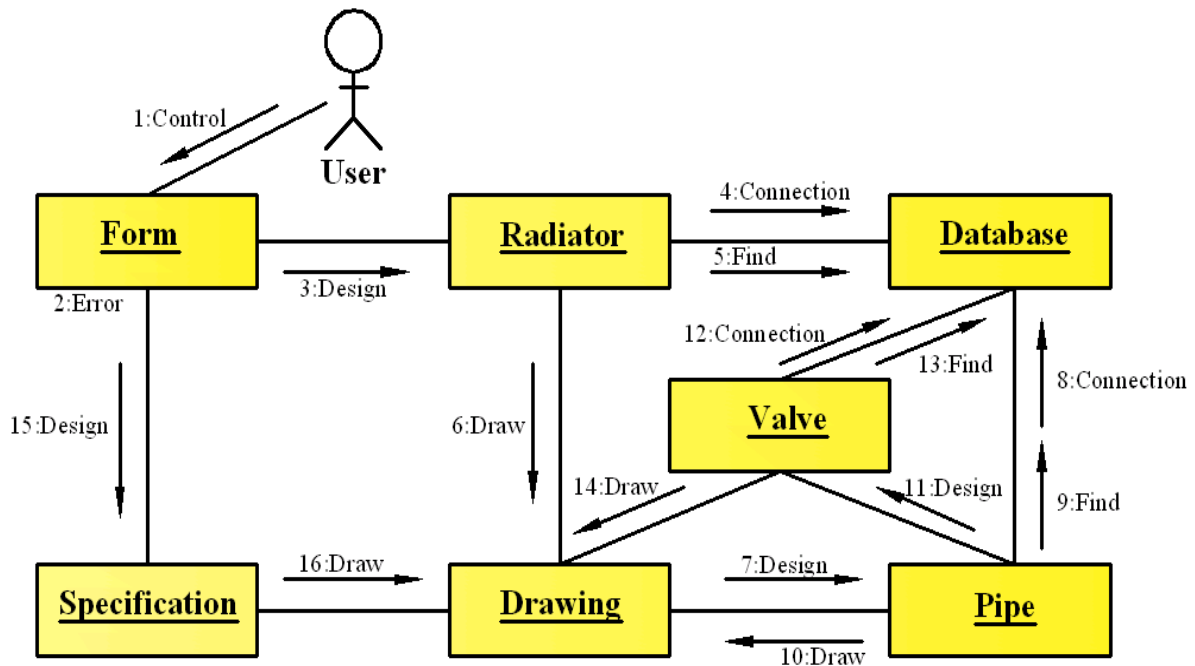 1:Control
User
4:Connection
Form
Radiator
Database
5:Find
3:Design
2:Error
12:Connection
13:Find
8:Connection
Valve
15:Design
6:Draw
14:Draw
11:Design
9:Find
16:Draw
7:Design
Specification
Drawing
Pipe
10:Draw